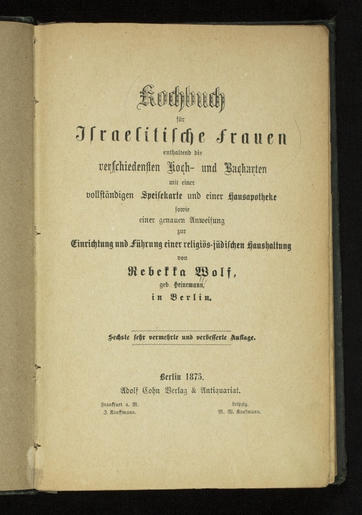 Kochbuch
für
Israelitische Frauen
enthaltend die
verschiedensten Koch- und Backarten
mit einer
vollständigen Speisekarte und einer Hausapotheke
sowie
einer genauen Anweisung
zur
Einrichtung und Führung einer religiös-jüdischen Haushaltung
von
Rebekka Wolf,
geb. Heinemann,
in Berlin.
Sechste sehr vermehrte und verbesserte Auflage.
Berlin 1875.
Adolf Cohn Verlag & Antiquariat.
Frankfurt a. M. Leipzig.
J. Kauffmann. M. W. Kaufmann.